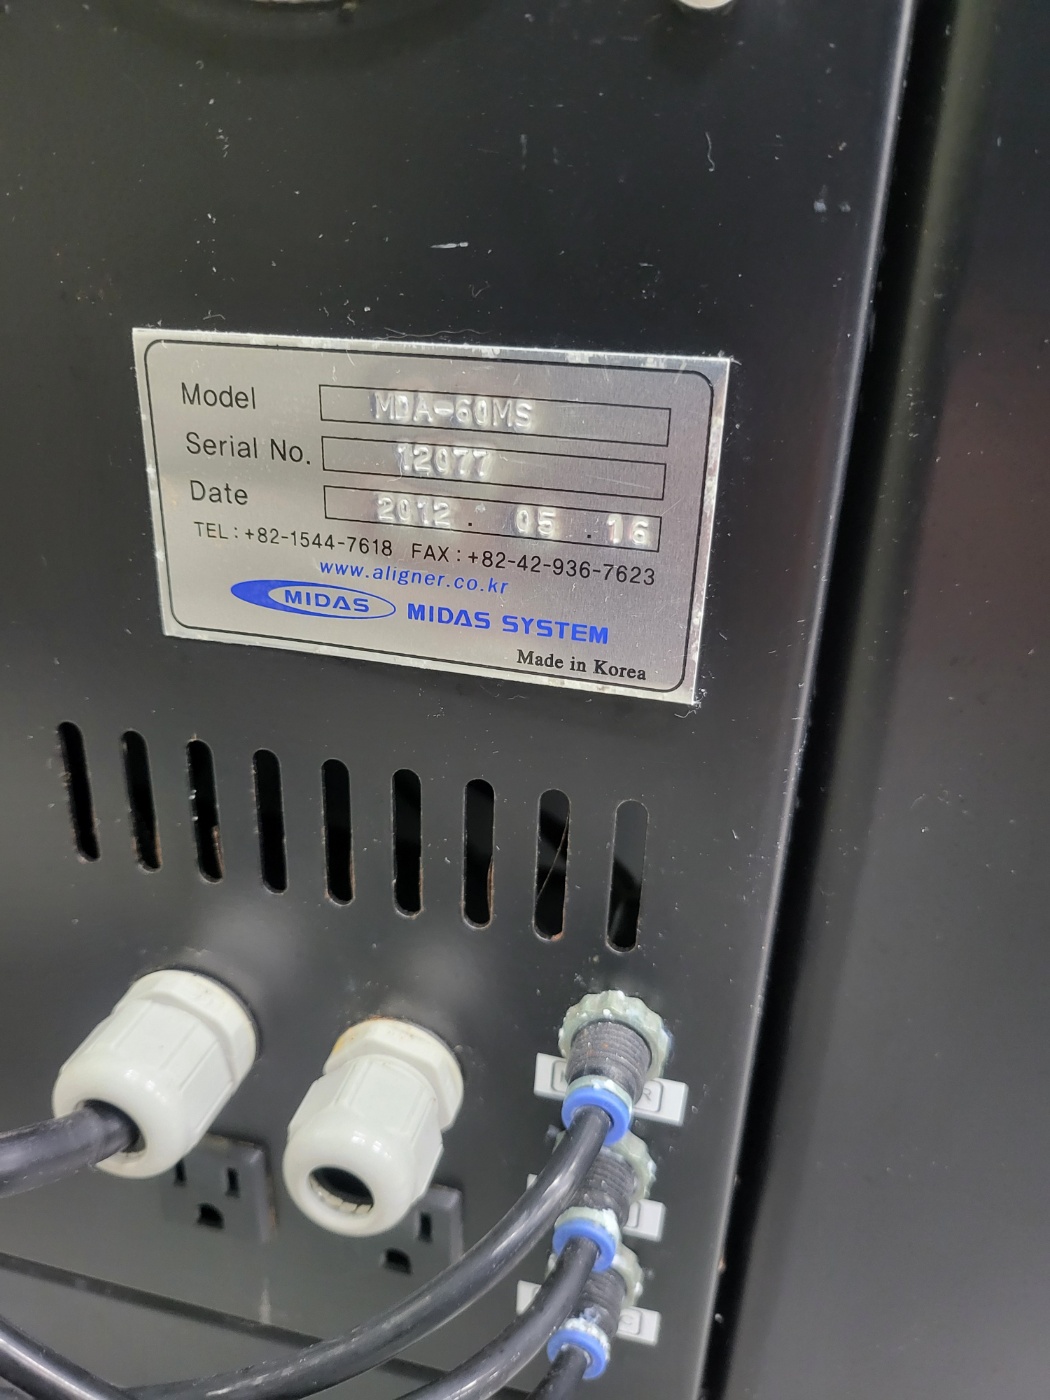 Model MDA-60MS
Serial No. 12077
Date 2012 . 05 . 16
TEL : +82-1544-7618 FAX : +82-42-936-7623
www.aligner.co.kr
MIDAS MIDAS SYSTEM
Made in Korea